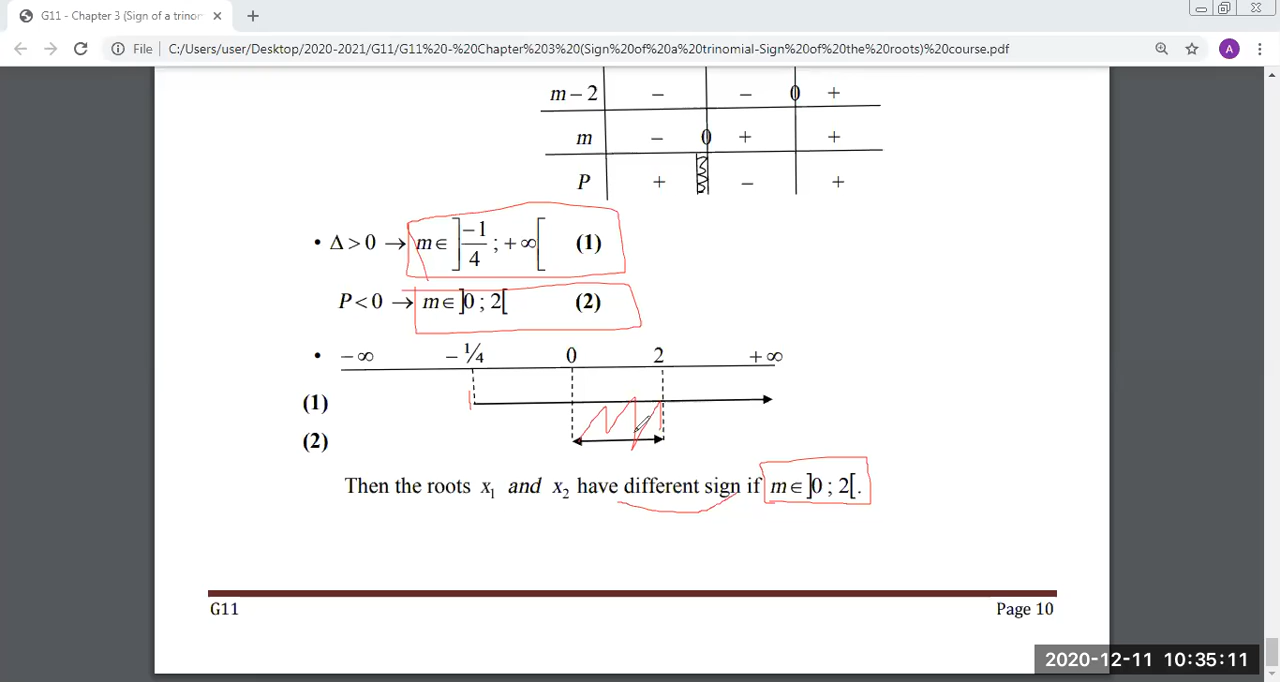 G11 - Chapter 3 (Sign of a trinor
File C:/Users/user/Desktop/2020-2021/G11/G11%20-%20Chapter%203%20(Sign%20of%20a%20trinomial-Sign%20of%20the%20roots)%20course.pdf
A
m − 2 − − 0 +
m − 0 + +
P + − +
• Δ > 0 → m ∈ ]−1/4 ; +∞[ (1)
P < 0 → m ∈ ]0 ; 2[ (2)
• −∞ −¼ 0 2 +∞
(1)
(2)
Then the roots x₁ and x₂ have different sign if m ∈ ]0 ; 2[.
G11 Page 10
2020-12-11 10:35:11